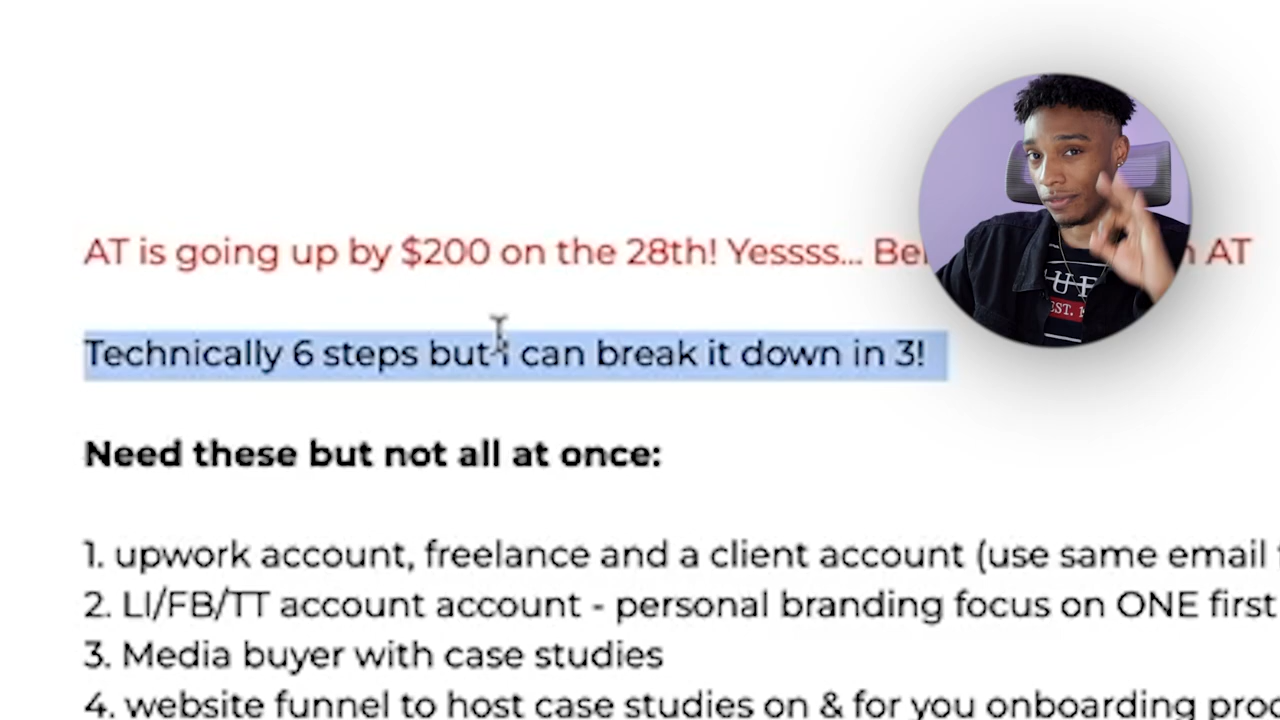 AT is going up by $200 on the 28th! Yessss... AT
Technically 6 steps but i can break it down in 3!
Need these but not all at once:
1. upwork account, freelance and a client account (use same email
2. LI/FB/TT account account - personal branding focus on ONE first
3. Media buyer with case studies
4. website funnel to host case studies on & for you onboarding
EST.